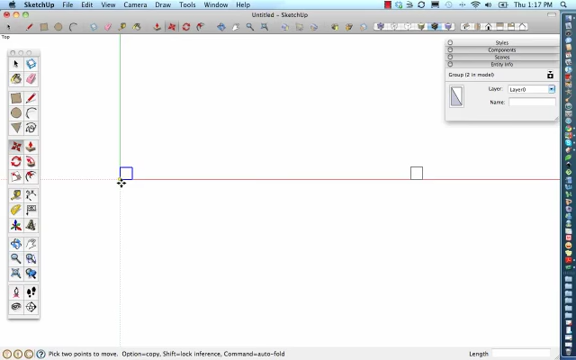 SketchUp File Edit View Camera Draw Tools Window Help
Thu 1:17 PM
Untitled - SketchUp
Top
Styles
Components
Scenes
Entity Info
Group (2 in model)
Layer: Layer0
Name:
Pick two points to move. Option=copy, Shift=lock inference, Command=auto-fold
Length